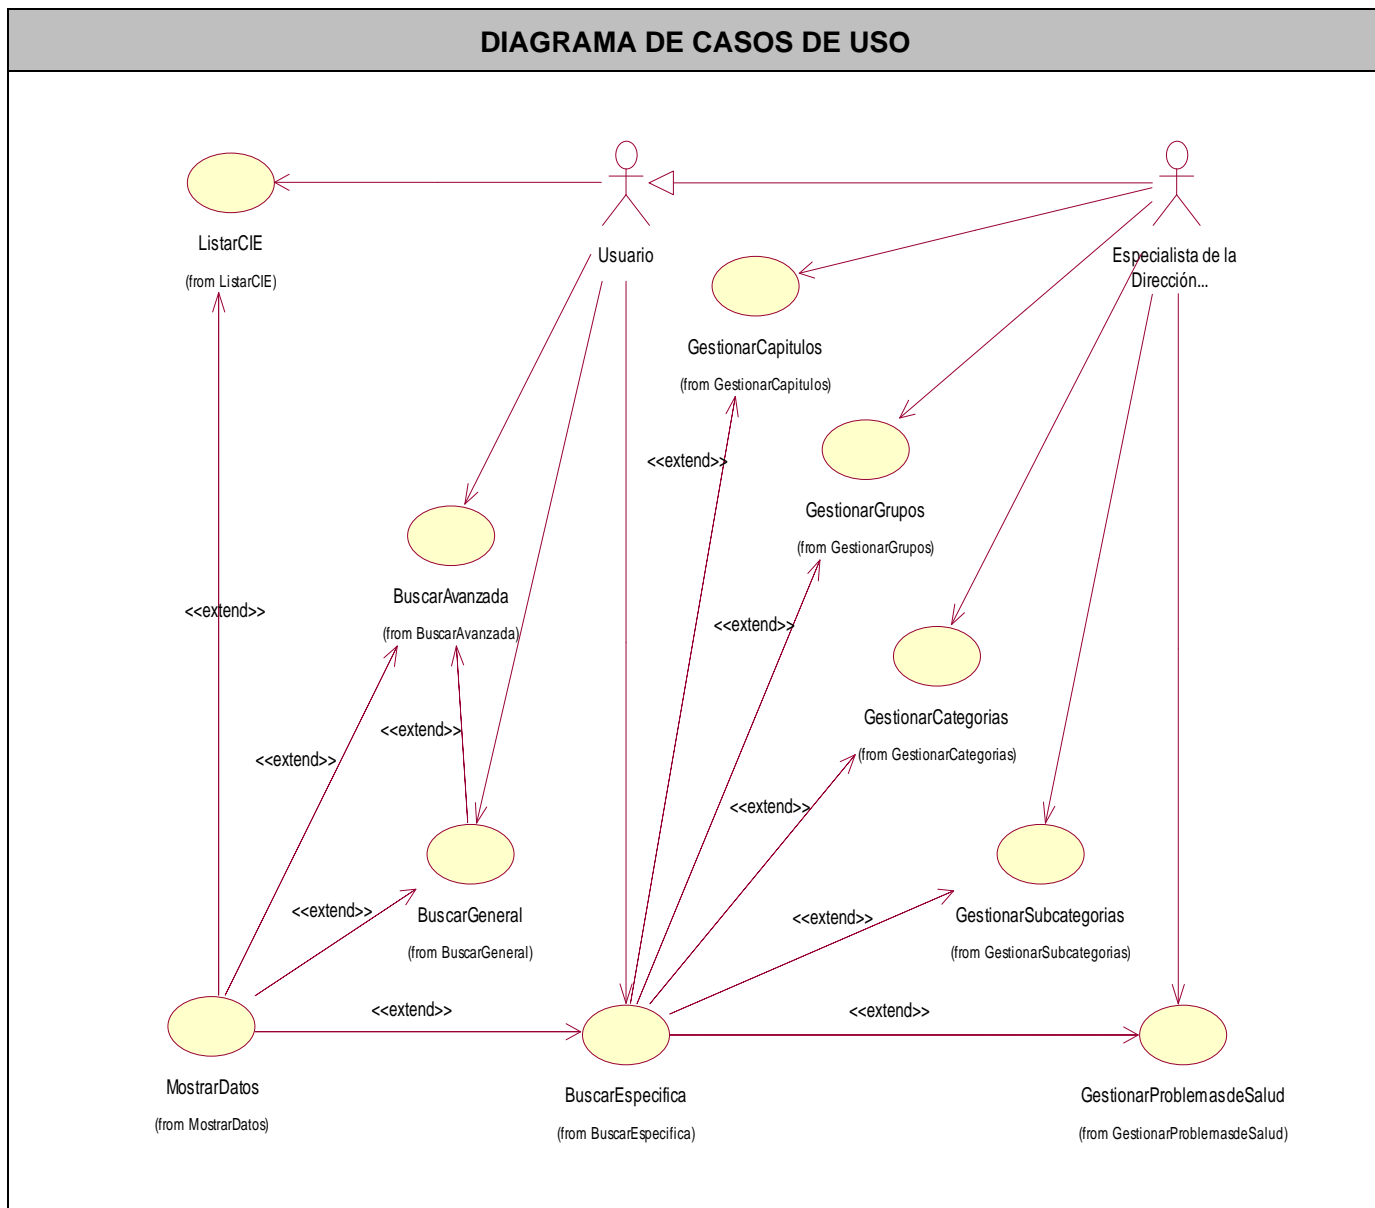 DIAGRAMA DE CASOS DE USO
ListarCIE
(from ListarCIE)
Usuario
Especialista de la
Dirección...
GestionarCapitulos
(from GestionarCapitulos)
<<extend>>
GestionarGrupos
(from GestionarGrupos)
<<extend>>
BuscarAvanzada
(from BuscarAvanzada)
<<extend>>
<<extend>>
GestionarCategorias
(from GestionarCategorias)
<<extend>>
<<extend>>
<<extend>>
BuscarGeneral
(from BuscarGeneral)
<<extend>>
GestionarSubcategorias
(from GestionarSubcategorias)
<<extend>>
<<extend>>
<<extend>>
MostrarDatos
(from MostrarDatos)
BuscarEspecifica
(from BuscarEspecifica)
GestionarProblemasdeSalud
(from GestionarProblemasdeSalud)